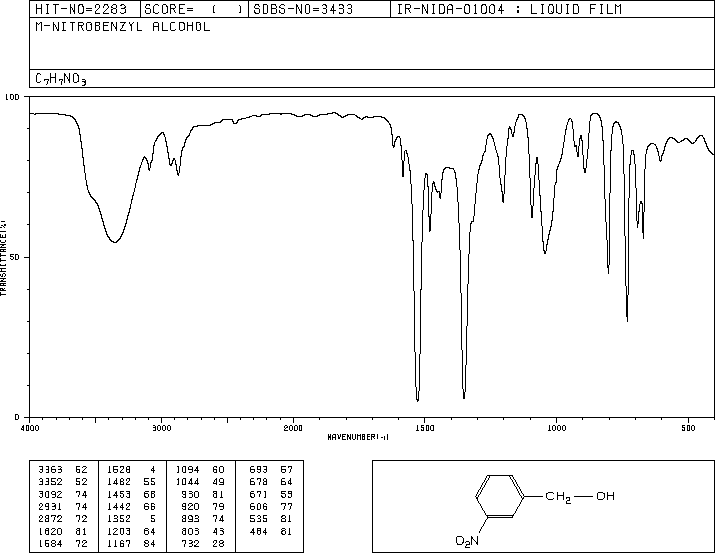 HIT-NO=2283 SCORE= ( ) SDBS-NO=3433 IR-NIDA-01004 : LIQUID FILM
M-NITROBENZYL ALCOHOL
C7H7NO3
100
50
0
TRANSMITTANCE(%)
4000 3000 2000 1500 1000 500
WAVENUMBER(-1)
3363 52 1528 4 1094 60 693 57
3352 52 1482 55 1044 49 678 64
3092 74 1453 66 930 81 671 53
2931 74 1442 66 920 79 606 77
2872 72 1352 5 893 74 535 81
1620 81 1203 64 803 43 484 81
1584 72 1167 84 732 28
CH2 OH
O2N